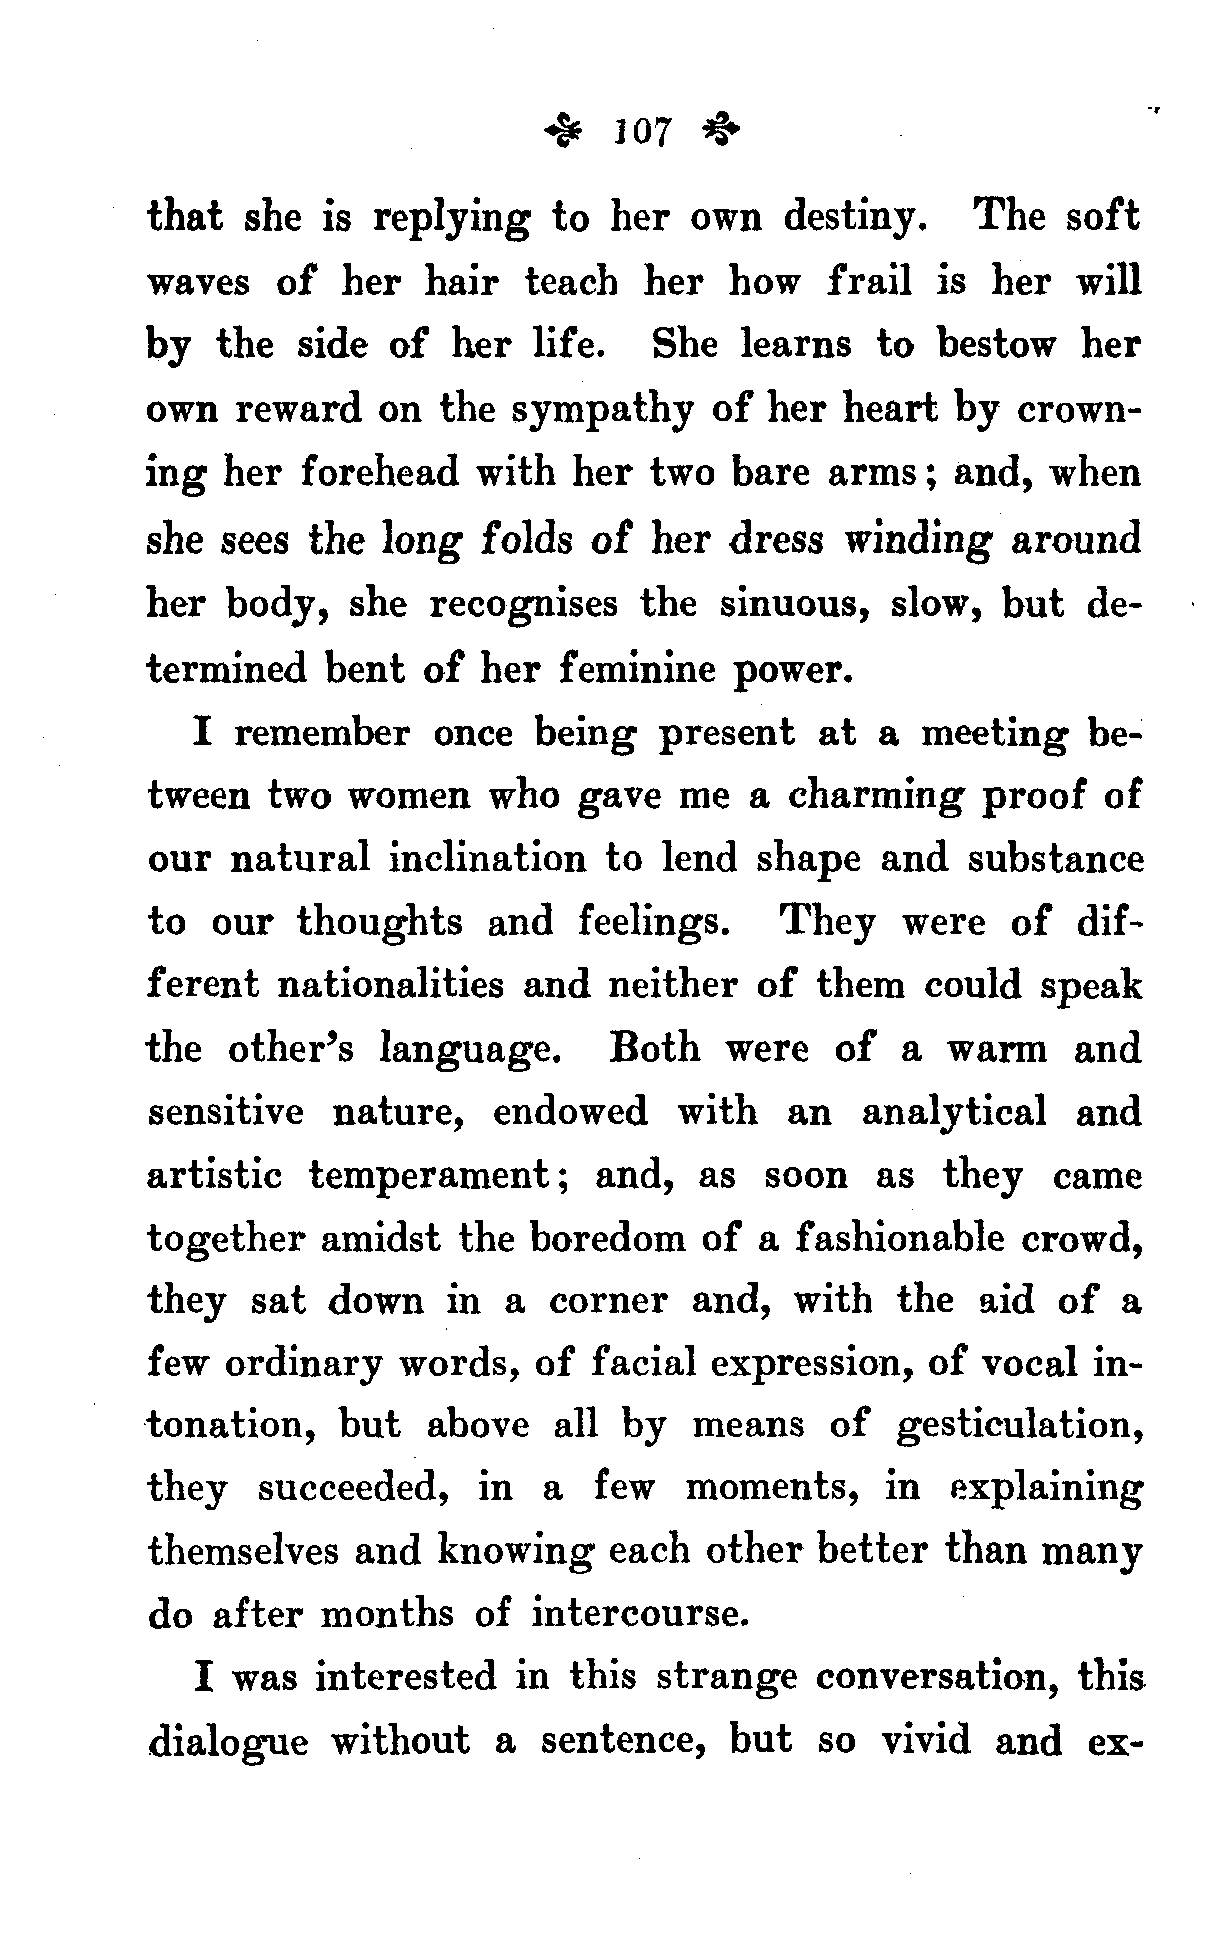 107
that she is replying to her own destiny. The soft
waves of her hair teach her how frail is her will
by the side of her life. She learns to bestow her
own reward on the sympathy of her heart by crown-
ing her forehead with her two bare arms; and, when
she sees the long folds of her dress winding around
her body, she recognises the sinuous, slow, but de-
termined bent of her feminine power.
I remember once being present at a meeting be-
tween two women who gave me a charming proof of
our natural inclination to lend shape and substance
to our thoughts and feelings. They were of dif-
ferent nationalities and neither of them could speak
the other's language. Both were of a warm and
sensitive nature, endowed with an analytical and
artistic temperament; and, as soon as they came
together amidst the boredom of a fashionable crowd,
they sat down in a corner and, with the aid of a
few ordinary words, of facial expression, of vocal in-
tonation, but above all by means of gesticulation,
they succeeded, in a few moments, in explaining
themselves and knowing each other better than many
do after months of intercourse.
I was interested in this strange conversation, this
dialogue without a sentence, but so vivid and ex-